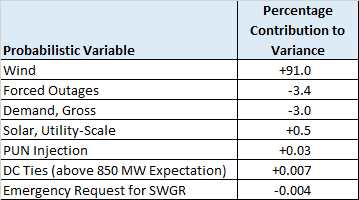 Probabilistic Variable Percentage
Contribution to
Variance
Wind +91.0
Forced Outages -3.4
Demand, Gross -3.0
Solar, Utility-Scale +0.5
PUN Injection +0.03
DC Ties (above 850 MW Expectation) +0.007
Emergency Request for SWGR -0.004